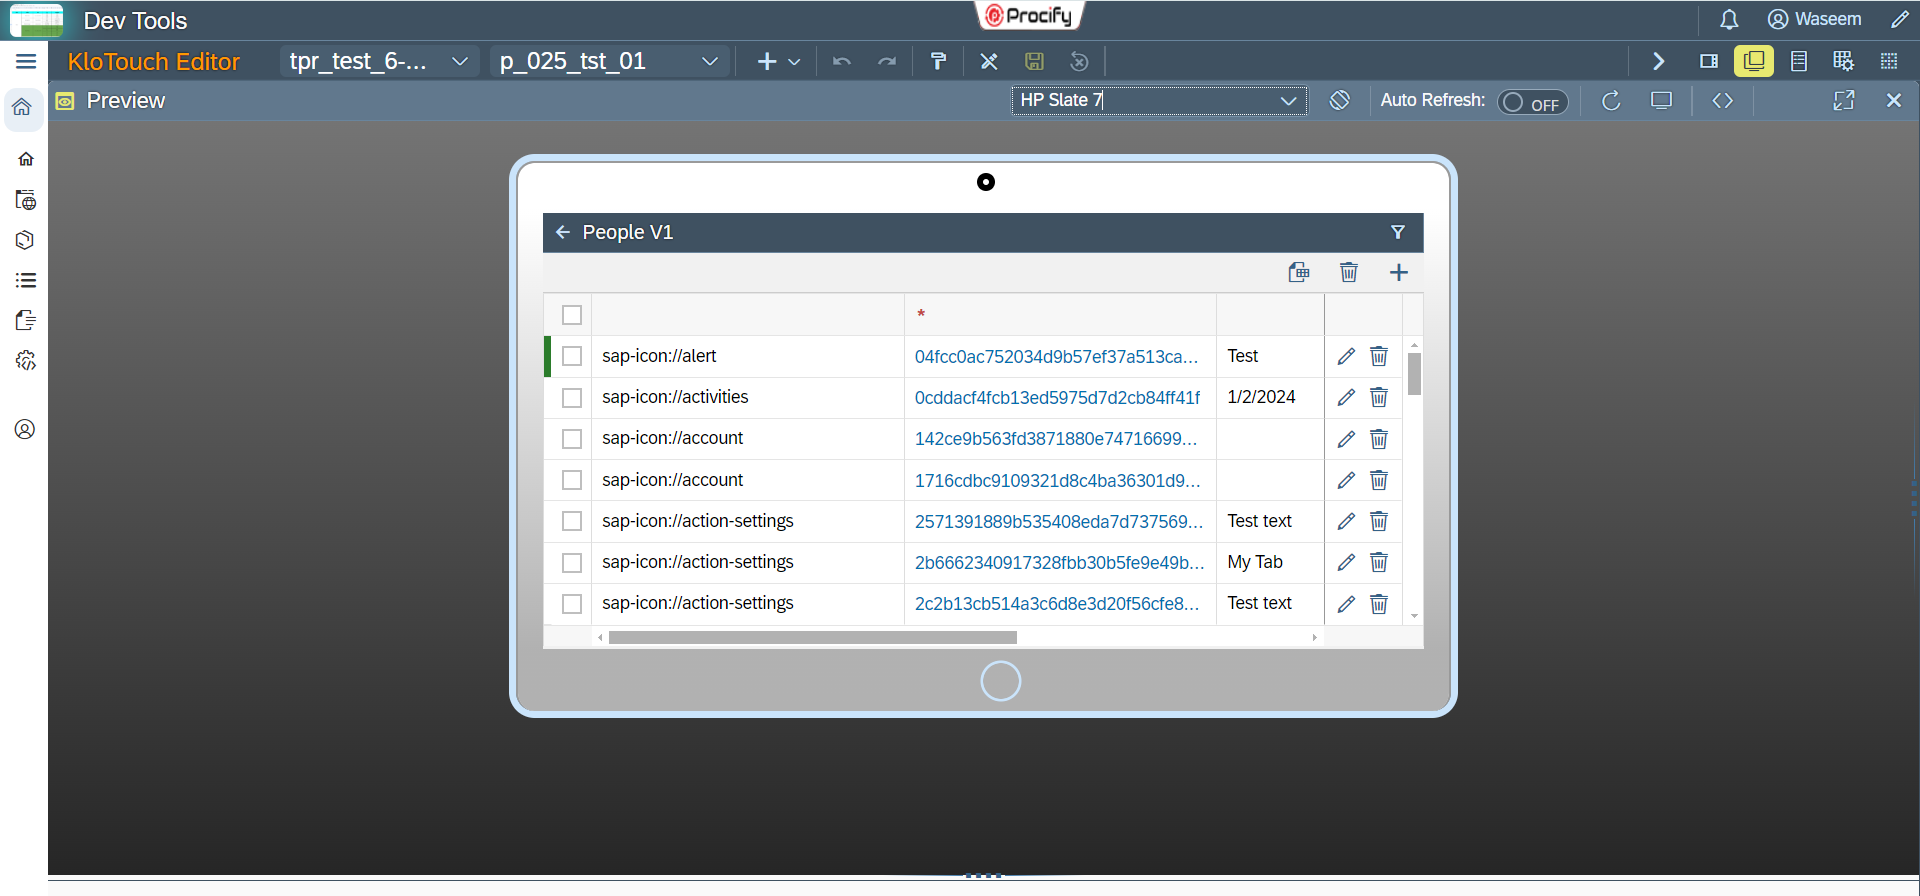 Dev Tools
Procify
Waseem
KloTouch Editor
tpr_test_6-...
p_025_tst_01
Preview
HP Slate 7
Auto Refresh:
OFF
People V1
*
sap-icon://alert 04fcc0ac752034d9b57ef37a513ca... Test
sap-icon://activities 0cddacf4fcb13ed5975d7d2cb84ff41f 1/2/2024
sap-icon://account 142ce9b563fd3871880e74716699...
sap-icon://account 1716cdbc9109321d8c4ba36301d9...
sap-icon://action-settings 2571391889b535408eda7d737569... Test text
sap-icon://action-settings 2b6662340917328fbb30b5fe9e49b... My Tab
sap-icon://action-settings 2c2b13cb514a3c6d8e3d20f56cfe8... Test text